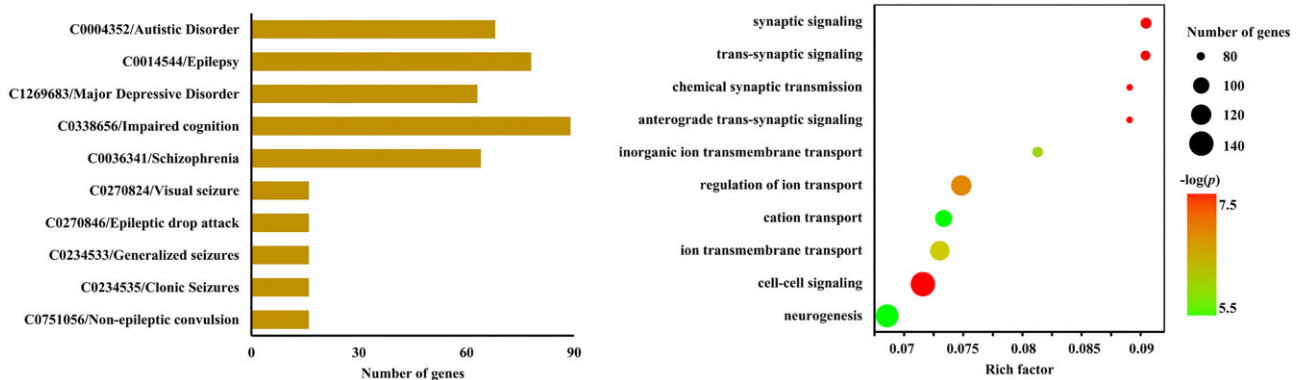 C0004352/Autistic Disorder
C0014544/Epilepsy
C1269683/Major Depressive Disorder
C0338656/Impaired cognition
C0036341/Schizophrenia
C0270824/Visual seizure
C0270846/Epileptic drop attack
C0234533/Generalized seizures
C0234535/Clonic Seizures
C0751056/Non-epileptic convulsion
0 30 60 90
Number of genes
synaptic signaling
trans-synaptic signaling
chemical synaptic transmission
anterograde trans-synaptic signaling
inorganic ion transmembrane transport
regulation of ion transport
cation transport
ion transmembrane transport
cell-cell signaling
neurogenesis
0.07 0.075 0.08 0.085 0.09
Rich factor
Number of genes
80
100
120
140
-log(p)
7.5
5.5